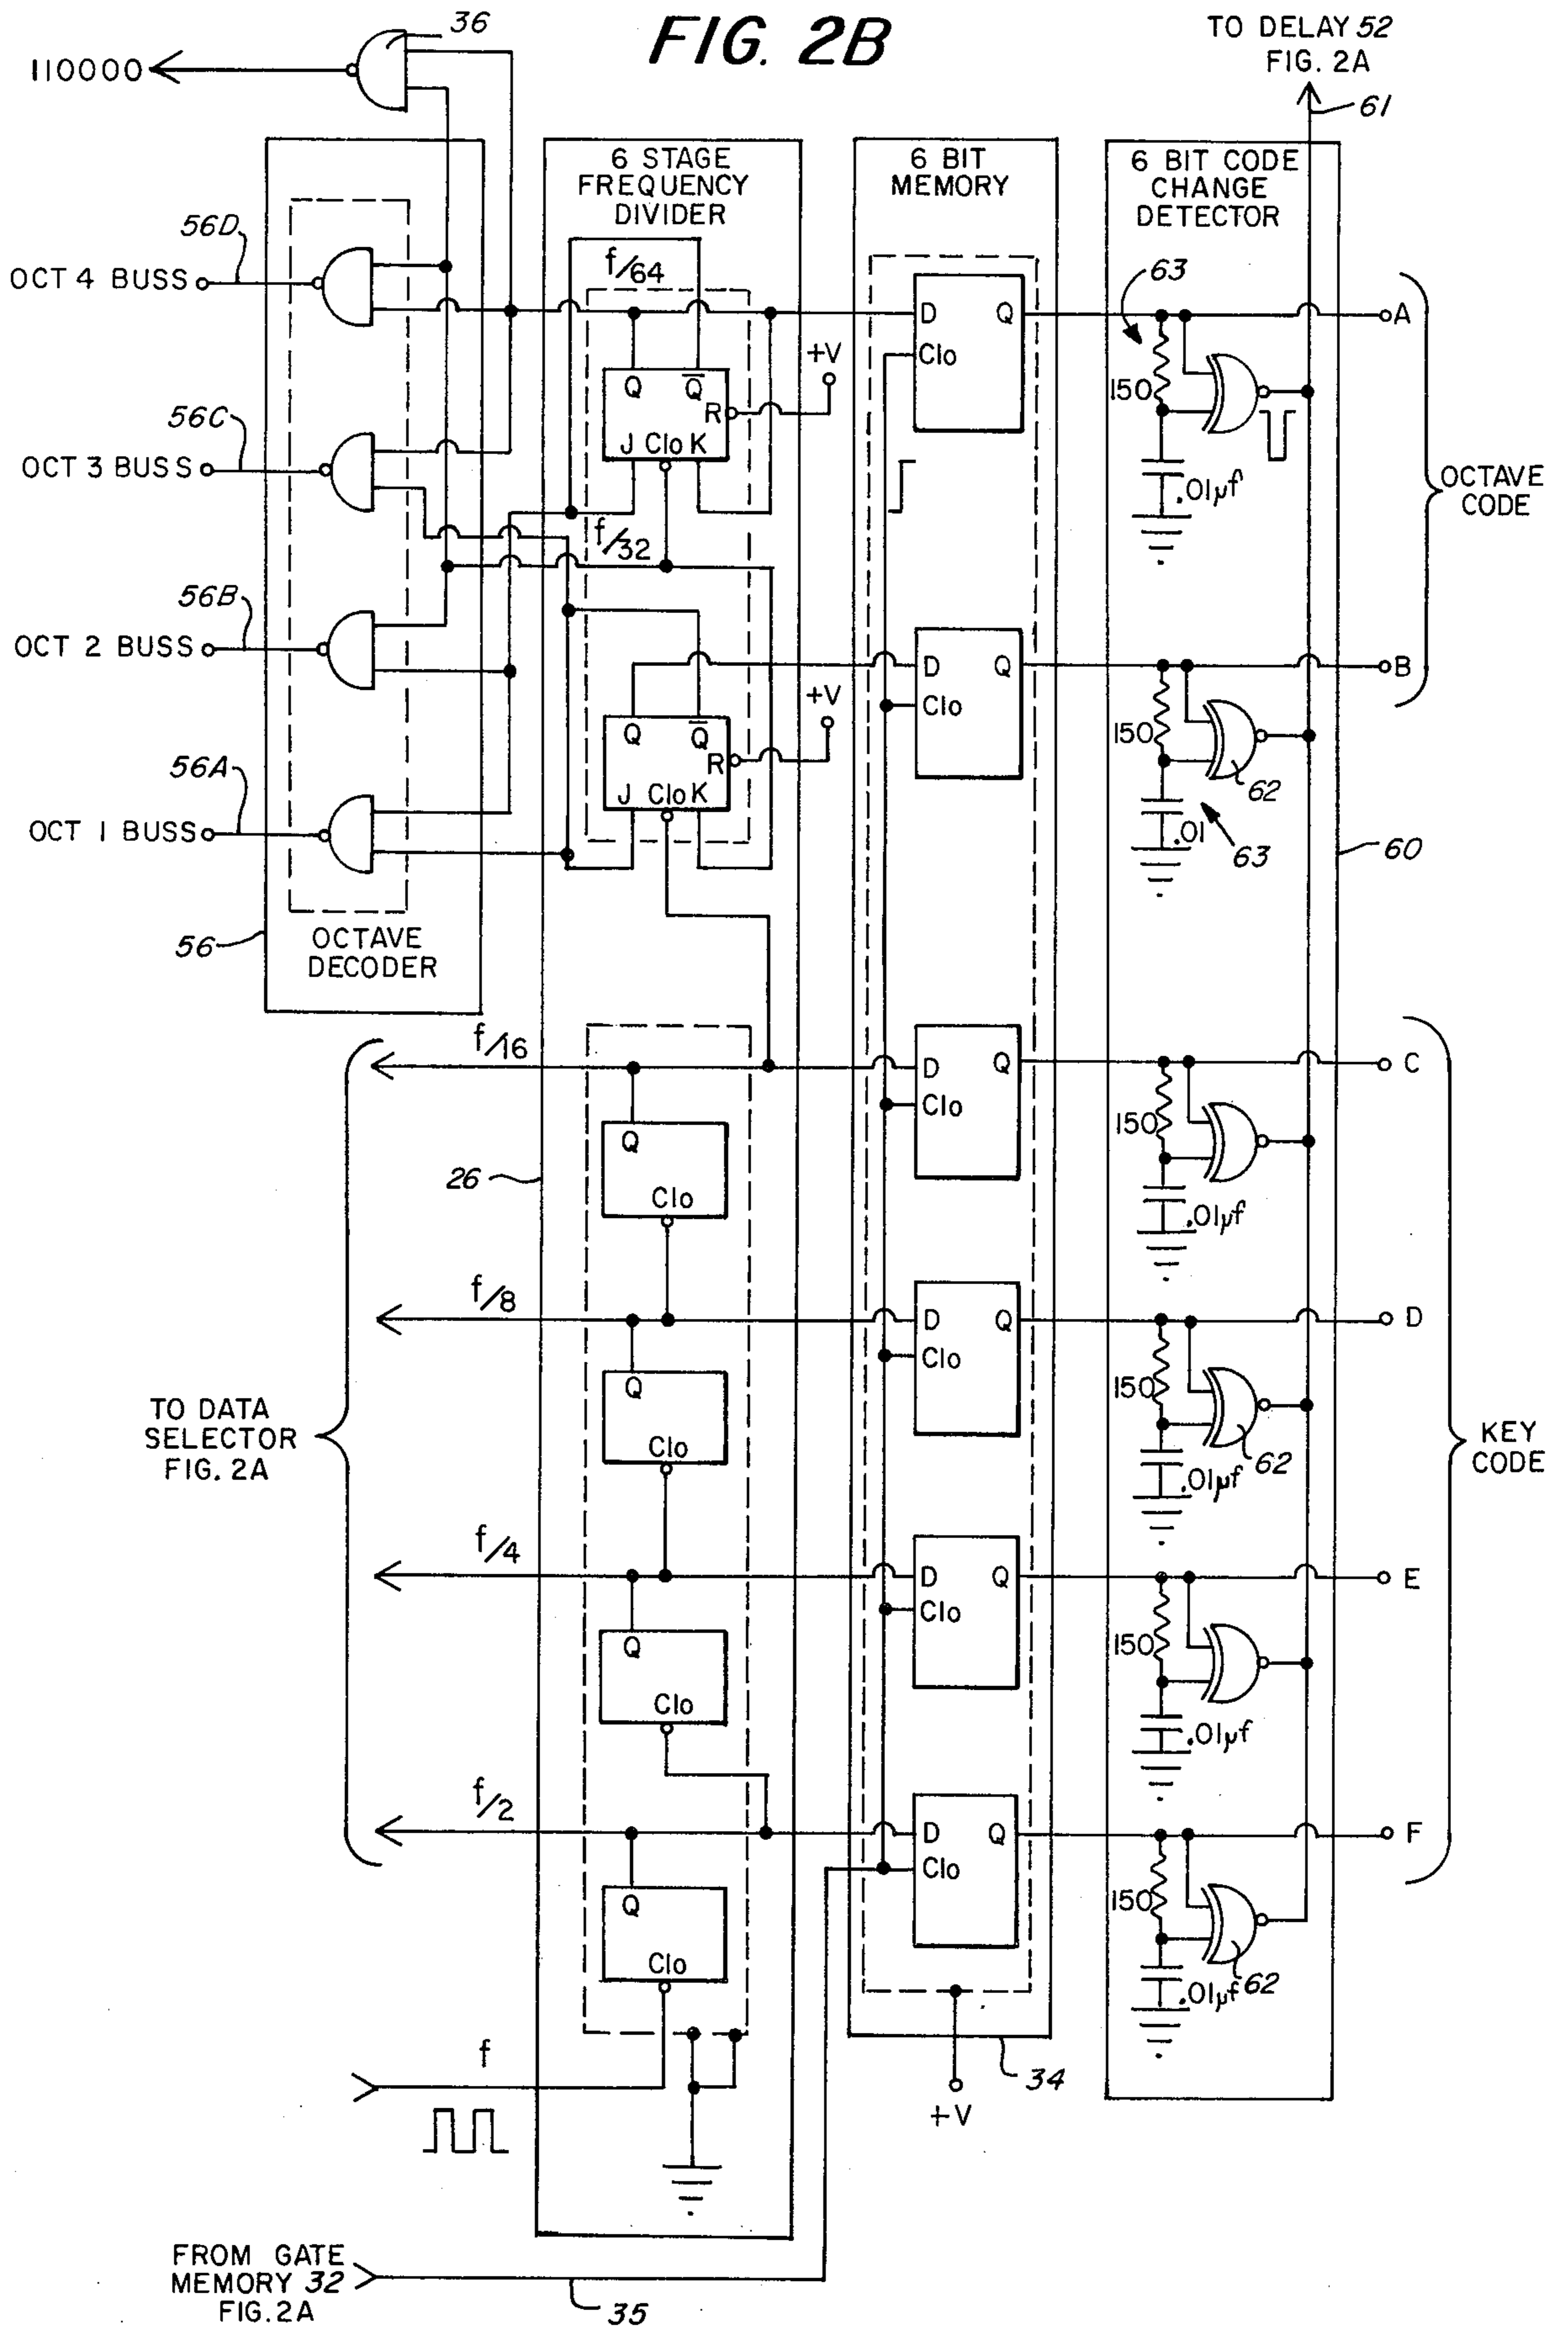 FIG. 2B
36
110000
TO DELAY 52
FIG. 2A
61
6 STAGE
FREQUENCY
DIVIDER
6 BIT
MEMORY
6 BIT CODE
CHANGE
DETECTOR
56D
OCT 4 BUSS
f/64
Q
Q̅
R
J Clo K
+V
D
Q
Clo
63
150
.01µf
A
OCTAVE
CODE
56C
OCT 3 BUSS
f/32
56B
OCT 2 BUSS
Q
Q̅
R
J Clo K
+V
D
Q
Clo
150
.01
62
63
B
60
56A
OCT 1 BUSS
56
OCTAVE
DECODER
f/16
Q
Clo
26
D
Q
Clo
150
.01µf
C
f/8
Q
Clo
D
Q
Clo
150
.01µf
62
D
TO DATA
SELECTOR
FIG. 2A
KEY
CODE
f/4
Q
Clo
D
Q
Clo
150
.01µf
E
f/2
Q
Clo
D
Q
Clo
150
.01µf
62
F
f
34
+V
FROM GATE
MEMORY 32
FIG. 2A
35